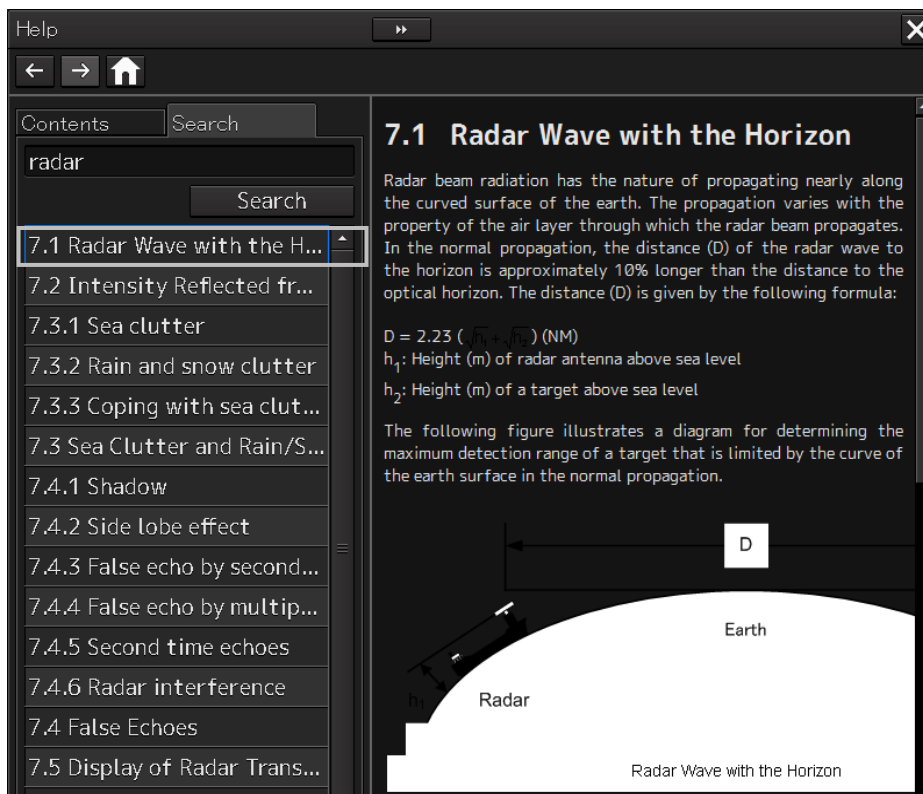 Help
Contents
Search
radar
Search
7.1 Radar Wave with the H...
7.2 Intensity Reflected fr...
7.3.1 Sea clutter
7.3.2 Rain and snow clutter
7.3.3 Coping with sea clut...
7.3 Sea Clutter and Rain/S...
7.4.1 Shadow
7.4.2 Side lobe effect
7.4.3 False echo by second...
7.4.4 False echo by multip...
7.4.5 Second time echoes
7.4.6 Radar interference
7.4 False Echoes
7.5 Display of Radar Trans...
7.1 Radar Wave with the Horizon
Radar beam radiation has the nature of propagating nearly along
the curved surface of the earth. The propagation varies with the
property of the air layer through which the radar beam propagates.
In the normal propagation, the distance (D) of the radar wave to
the horizon is approximately 10% longer than the distance to the
optical horizon. The distance (D) is given by the following formula:
D = 2.23 (√h₁ + √h₂) (NM)
h₁: Height (m) of radar antenna above sea level
h₂: Height (m) of a target above sea level
The following figure illustrates a diagram for determining the
maximum detection range of a target that is limited by the curve of
the earth surface in the normal propagation.
D
Earth
h₁
Radar
Radar Wave with the Horizon